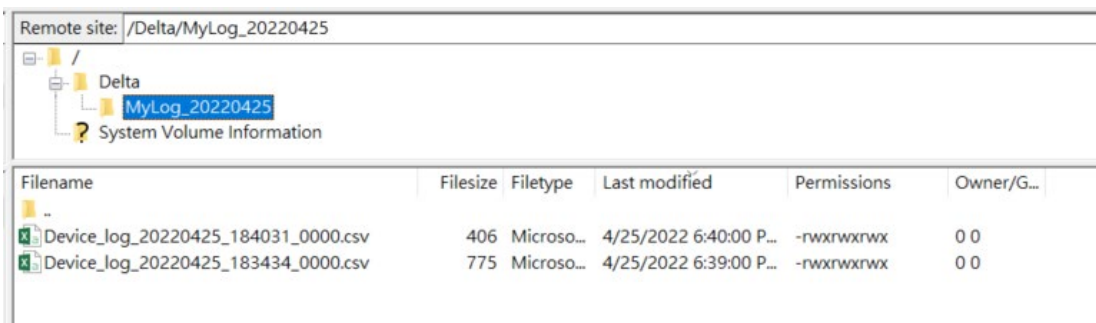 Remote site: /Delta/MyLog_20220425
/
Delta
MyLog_20220425
? System Volume Information
Filename Filesize Filetype Last modified Permissions Owner/G...
..
Device_log_20220425_184031_0000.csv 406 Microso... 4/25/2022 6:40:00 P... -rwxrwxrwx 0 0
Device_log_20220425_183434_0000.csv 775 Microso... 4/25/2022 6:39:00 P... -rwxrwxrwx 0 0